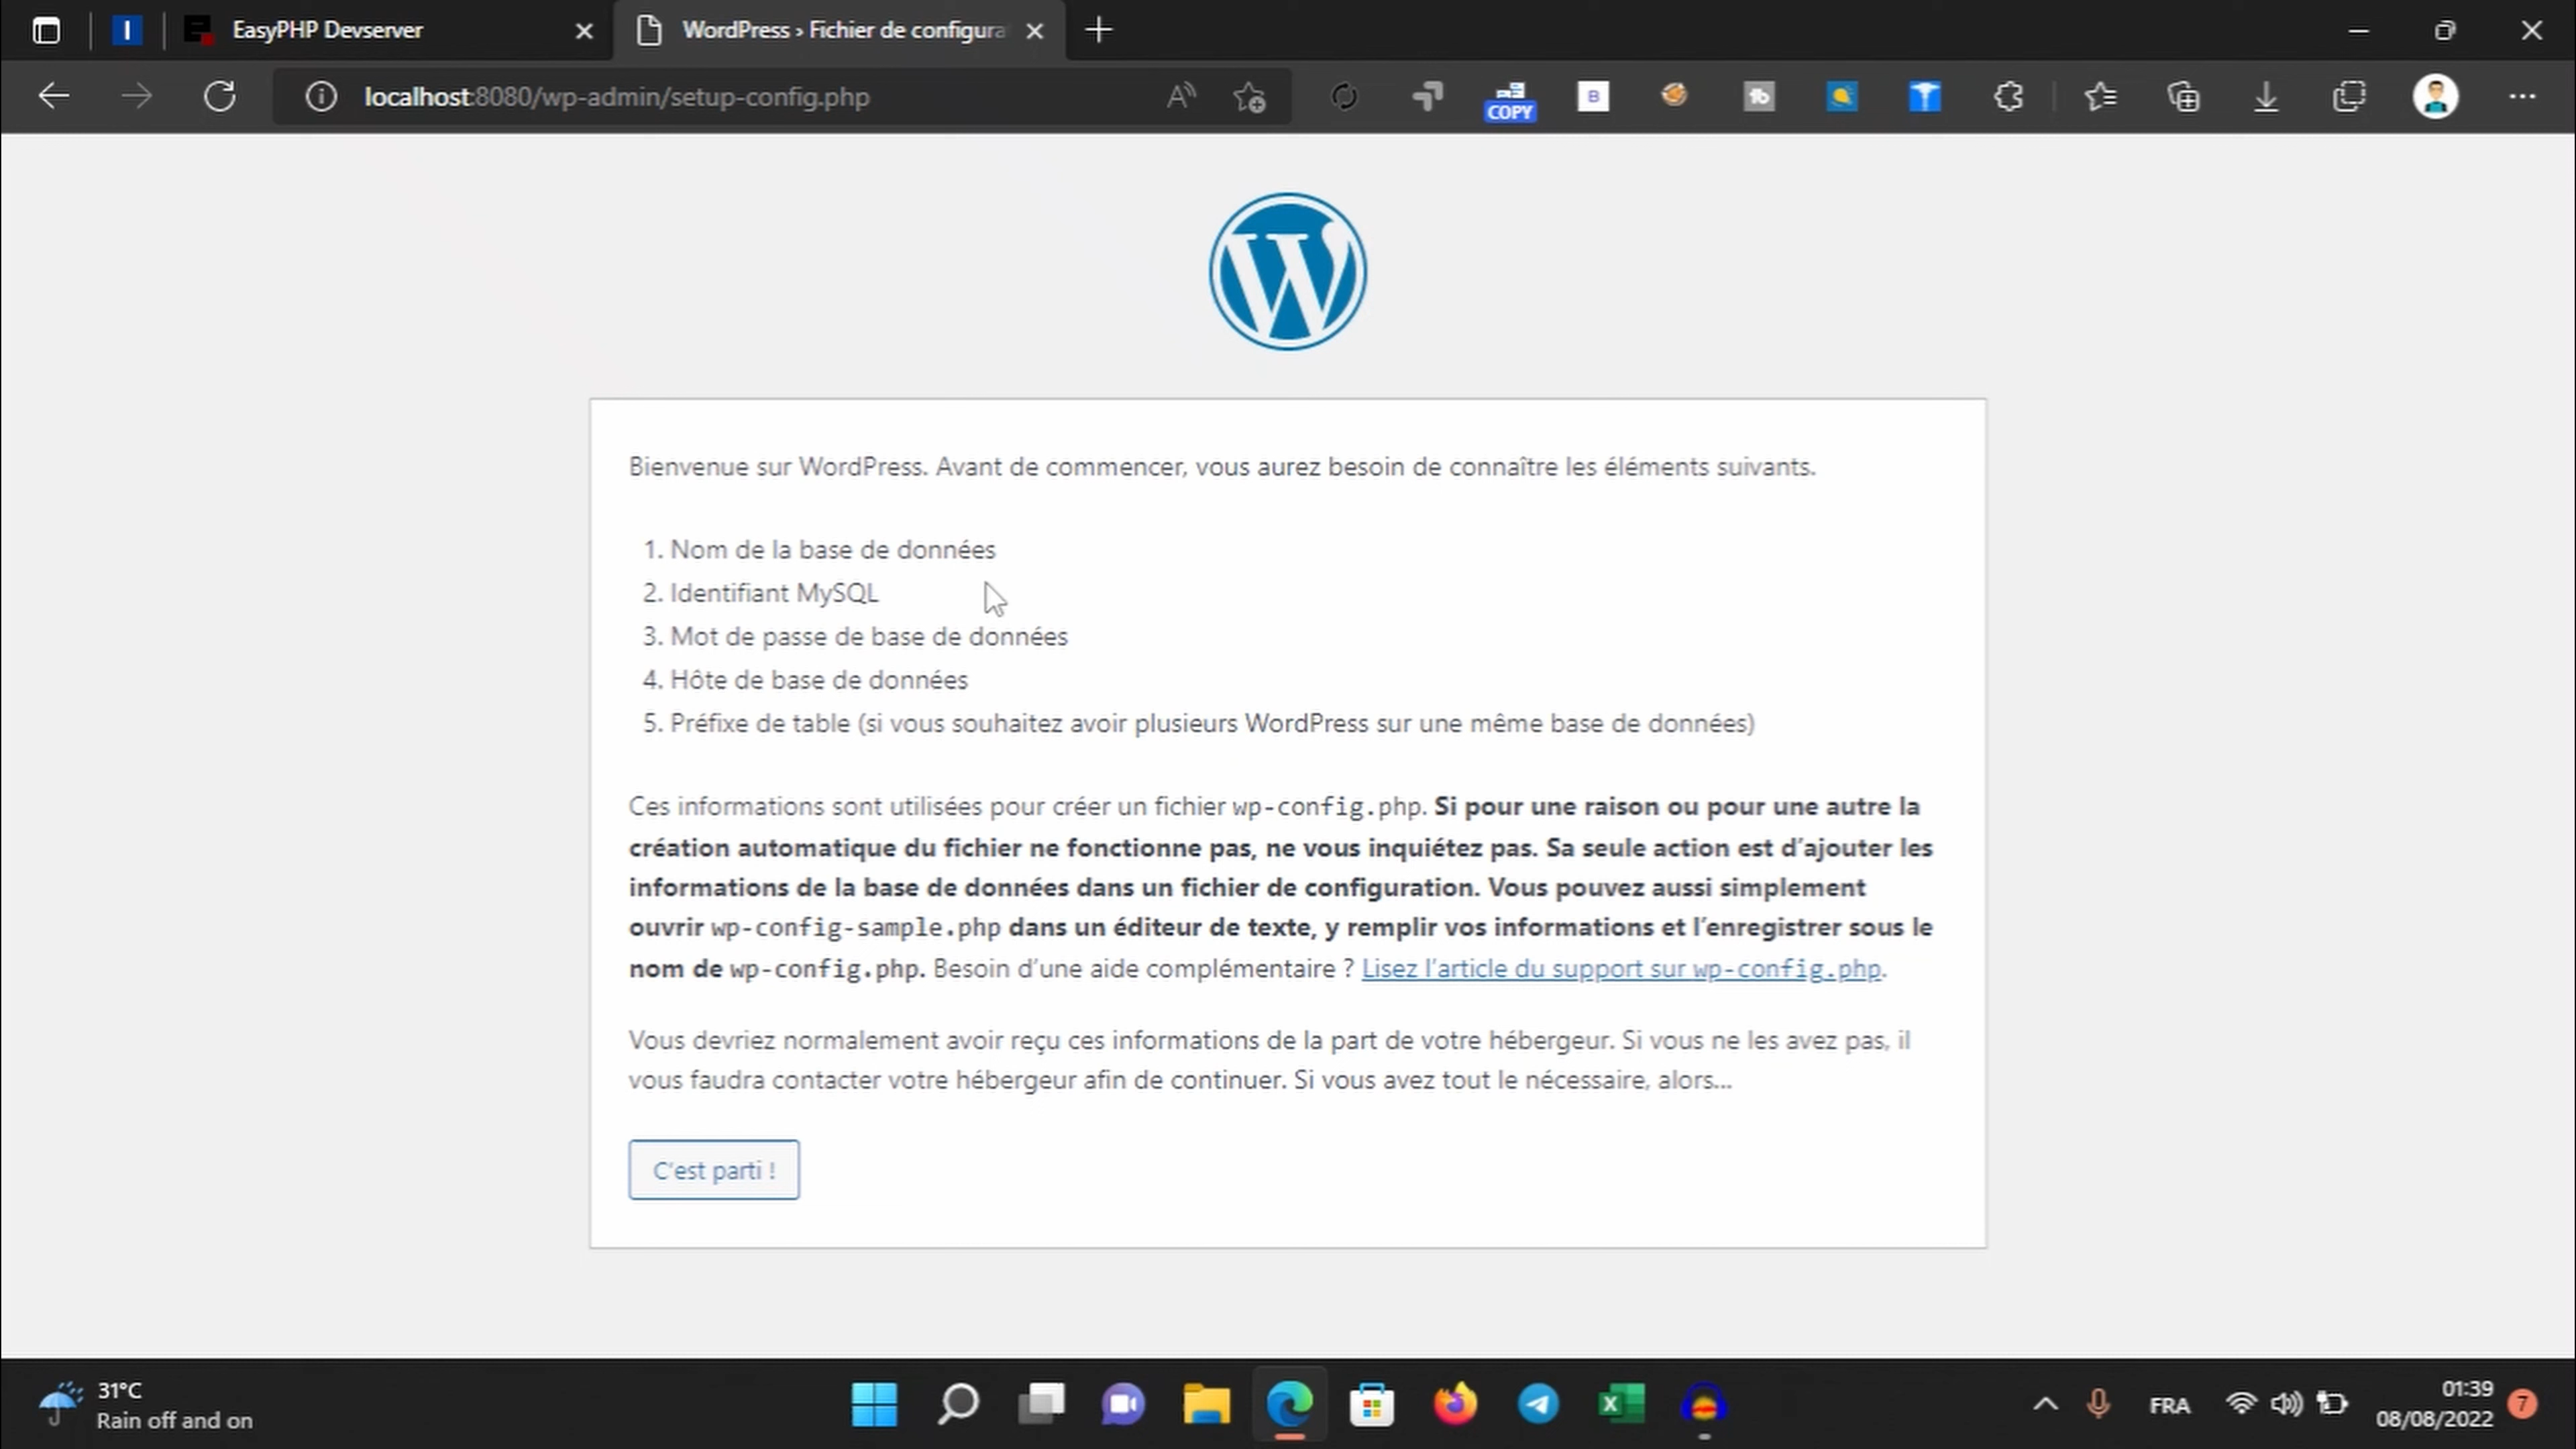 EasyPHP Devserver
WordPress › Fichier de configura
localhost:8080/wp-admin/setup-config.php
COPY
B
Bienvenue sur WordPress. Avant de commencer, vous aurez besoin de connaître les éléments suivants.
1. Nom de la base de données
2. Identifiant MySQL
3. Mot de passe de base de données
4. Hôte de base de données
5. Préfixe de table (si vous souhaitez avoir plusieurs WordPress sur une même base de données)
Ces informations sont utilisées pour créer un fichier wp-config.php. Si pour une raison ou pour une autre la
création automatique du fichier ne fonctionne pas, ne vous inquiétez pas. Sa seule action est d’ajouter les
informations de la base de données dans un fichier de configuration. Vous pouvez aussi simplement
ouvrir wp-config-sample.php dans un éditeur de texte, y remplir vos informations et l’enregistrer sous le
nom de wp-config.php. Besoin d’une aide complémentaire ? Lisez l’article du support sur wp-config.php.
Vous devriez normalement avoir reçu ces informations de la part de votre hébergeur. Si vous ne les avez pas, il
vous faudra contacter votre hébergeur afin de continuer. Si vous avez tout le nécessaire, alors…
C’est parti !
31°C
Rain off and on
FRA
01:39
08/08/2022
7